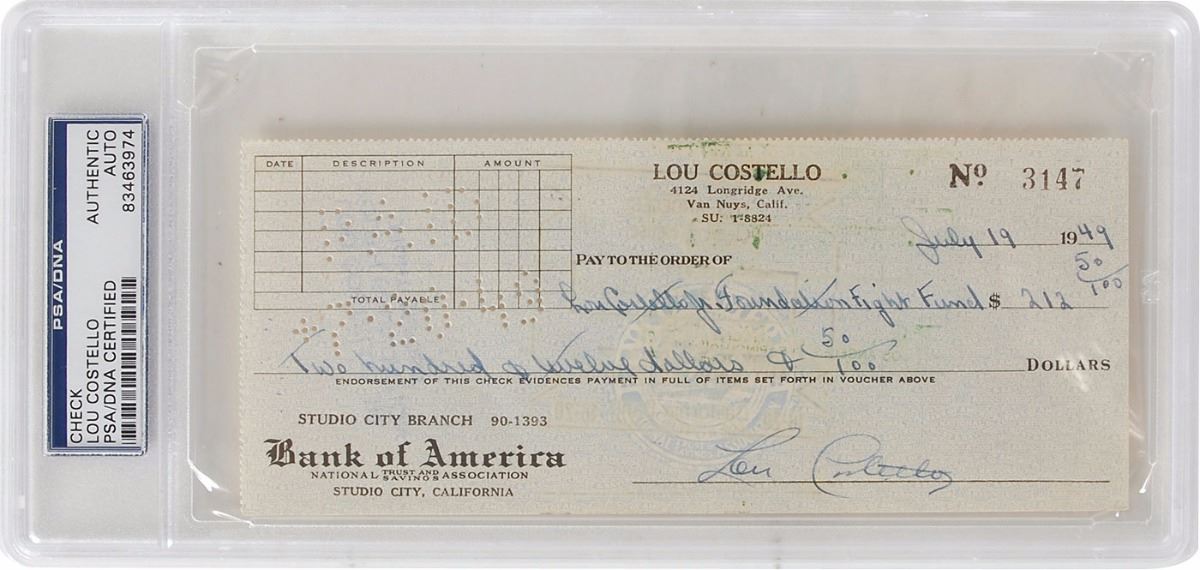 PSA/DNA
CHECK
LOU COSTELLO
PSA/DNA CERTIFIED
AUTHENTIC
AUTO
83463974
DATE DESCRIPTION AMOUNT
TOTAL PAYABLE
LOU COSTELLO
4124 Longridge Ave.
Van Nuys, Calif.
SU: 1-8824
Nº 3147
July 19 1949
PAY TO THE ORDER OF
Lou Costello Jr. Foundation Fight Fund $ 212 50/100
Two hundred & twelve dollars & 50/100 DOLLARS
ENDORSEMENT OF THIS CHECK EVIDENCES PAYMENT IN FULL OF ITEMS SET FORTH IN VOUCHER ABOVE
STUDIO CITY BRANCH 90-1393
Bank of America
NATIONAL TRUST AND SAVINGS ASSOCIATION
STUDIO CITY, CALIFORNIA
Lou Costello